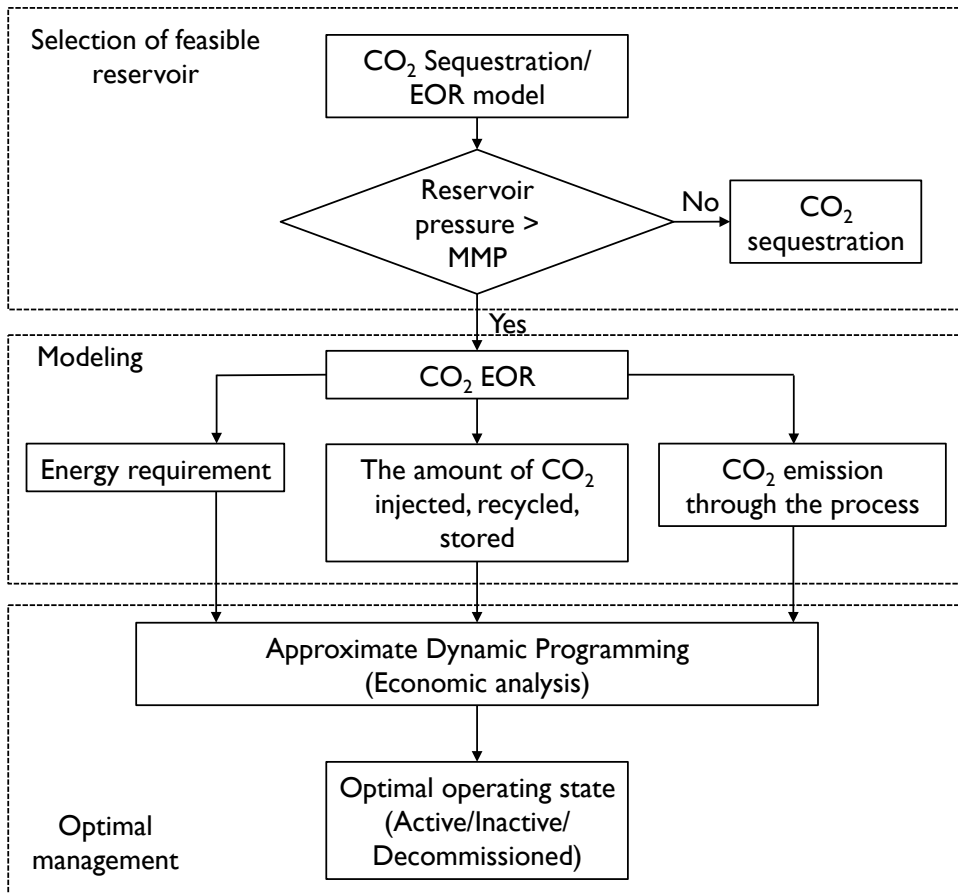 Selection of feasible
reservoir
CO₂ Sequestration/
EOR model
Reservoir
pressure >
MMP
No
CO₂
sequestration
Yes
Modeling
CO₂ EOR
Energy requirement
The amount of CO₂
injected, recycled,
stored
CO₂ emission
through the process
Approximate Dynamic Programming
(Economic analysis)
Optimal operating state
(Active/Inactive/
Decommissioned)
Optimal
management